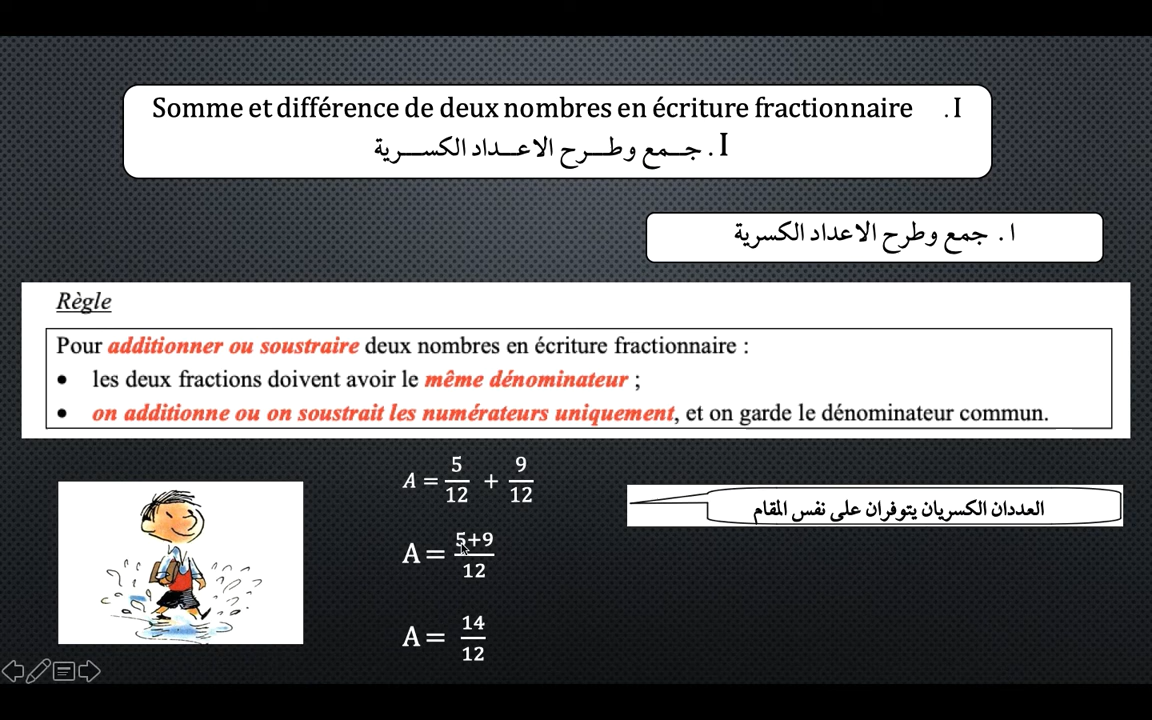 Somme et différence de deux nombres en écriture fractionnaire .I
I. جـــمع وطـــرح الاعـــداد الكســـرية
ا. جمع وطرح الاعداد الكسرية
Règle
Pour additionner ou soustraire deux nombres en écriture fractionnaire :
• les deux fractions doivent avoir le même dénominateur ;
• on additionne ou on soustrait les numérateurs uniquement, et on garde le dénominateur commun.
A = 5/12 + 9/12
العددان الكسريان يتوفران على نفس المقام
A = 5+9/12
A = 14/12